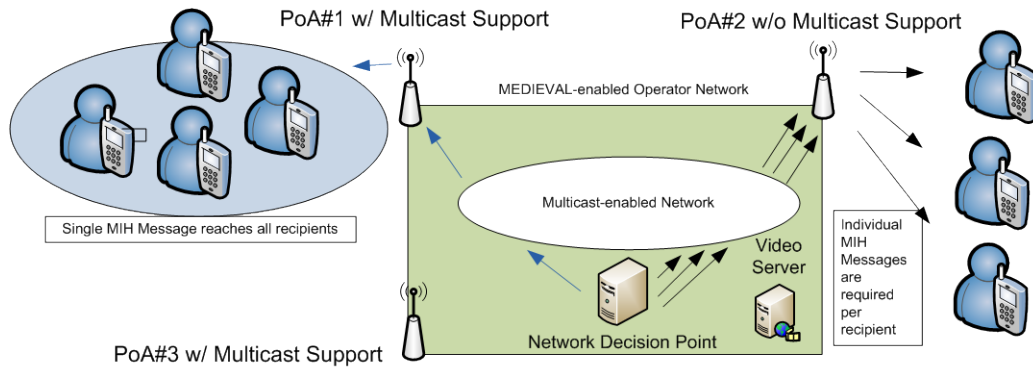 PoA#1 w/ Multicast Support
PoA#2 w/o Multicast Support
MEDIEVAL-enabled Operator Network
Multicast-enabled Network
Single MIH Message reaches all recipients
Individual
MIH
Messages
are
required
per
recipient
Video
Server
Network Decision Point
PoA#3 w/ Multicast Support